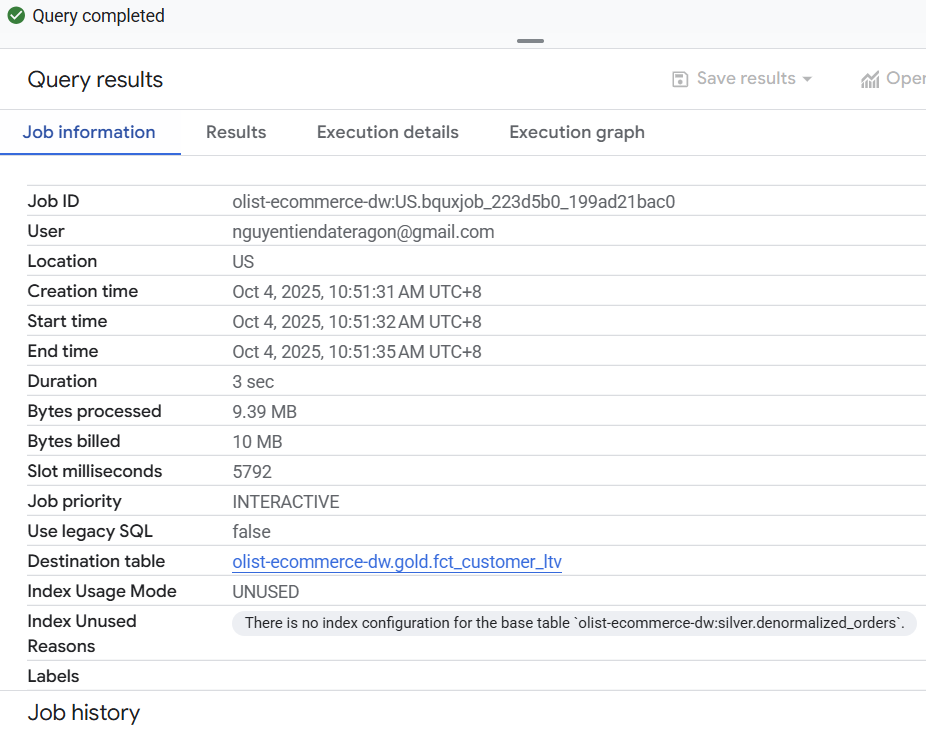 Query completed
Query results
Save results
Job information Results Execution details Execution graph
Job ID olist-ecommerce-dw:US.bquxjob_223d5b0_199ad21bac0
User nguyentiendateragon@gmail.com
Location US
Creation time Oct 4, 2025, 10:51:31 AM UTC+8
Start time Oct 4, 2025, 10:51:32 AM UTC+8
End time Oct 4, 2025, 10:51:35 AM UTC+8
Duration 3 sec
Bytes processed 9.39 MB
Bytes billed 10 MB
Slot milliseconds 5792
Job priority INTERACTIVE
Use legacy SQL false
Destination table olist-ecommerce-dw.gold.fct_customer_ltv
Index Usage Mode UNUSED
Index Unused Reasons There is no index configuration for the base table `olist-ecommerce-dw:silver.denormalized_orders`.
Labels
Job history